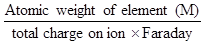 Atomic weight of element (M)
total charge on ion ×Faraday